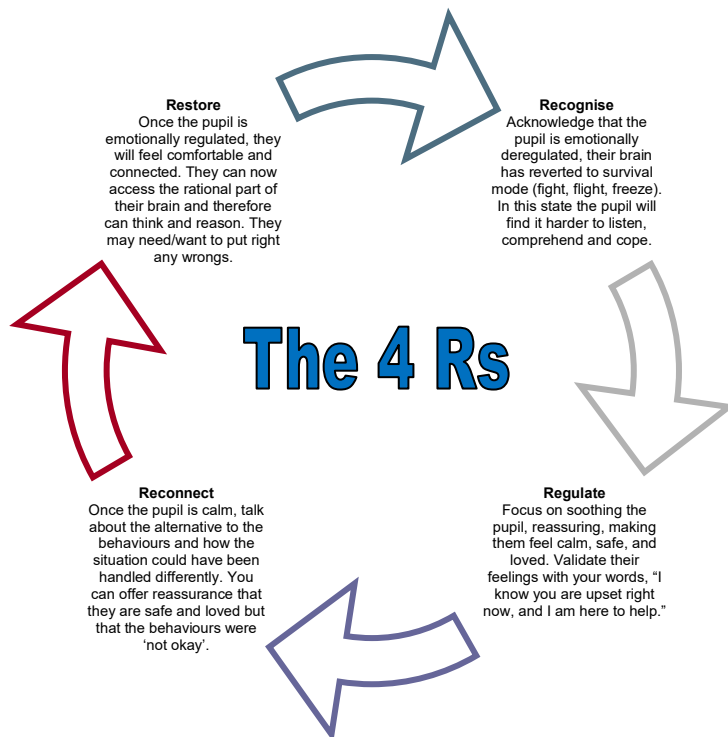 Restore
Once the pupil is
emotionally regulated, they
will feel comfortable and
connected. They can now
access the rational part of
their brain and therefore
can think and reason. They
may need/want to put right
any wrongs.
Recognise
Acknowledge that the
pupil is emotionally
deregulated, their brain
has reverted to survival
mode (fight, flight, freeze).
In this state the pupil will
find it harder to listen,
comprehend and cope.
The 4 Rs
Reconnect
Once the pupil is calm, talk
about the alternative to the
behaviours and how the
situation could have been
handled differently. You
can offer reassurance that
they are safe and loved but
that the behaviours were
‘not okay’.
Regulate
Focus on soothing the
pupil, reassuring, making
them feel calm, safe, and
loved. Validate their
feelings with your words, “I
know you are upset right
now, and I am here to help.”